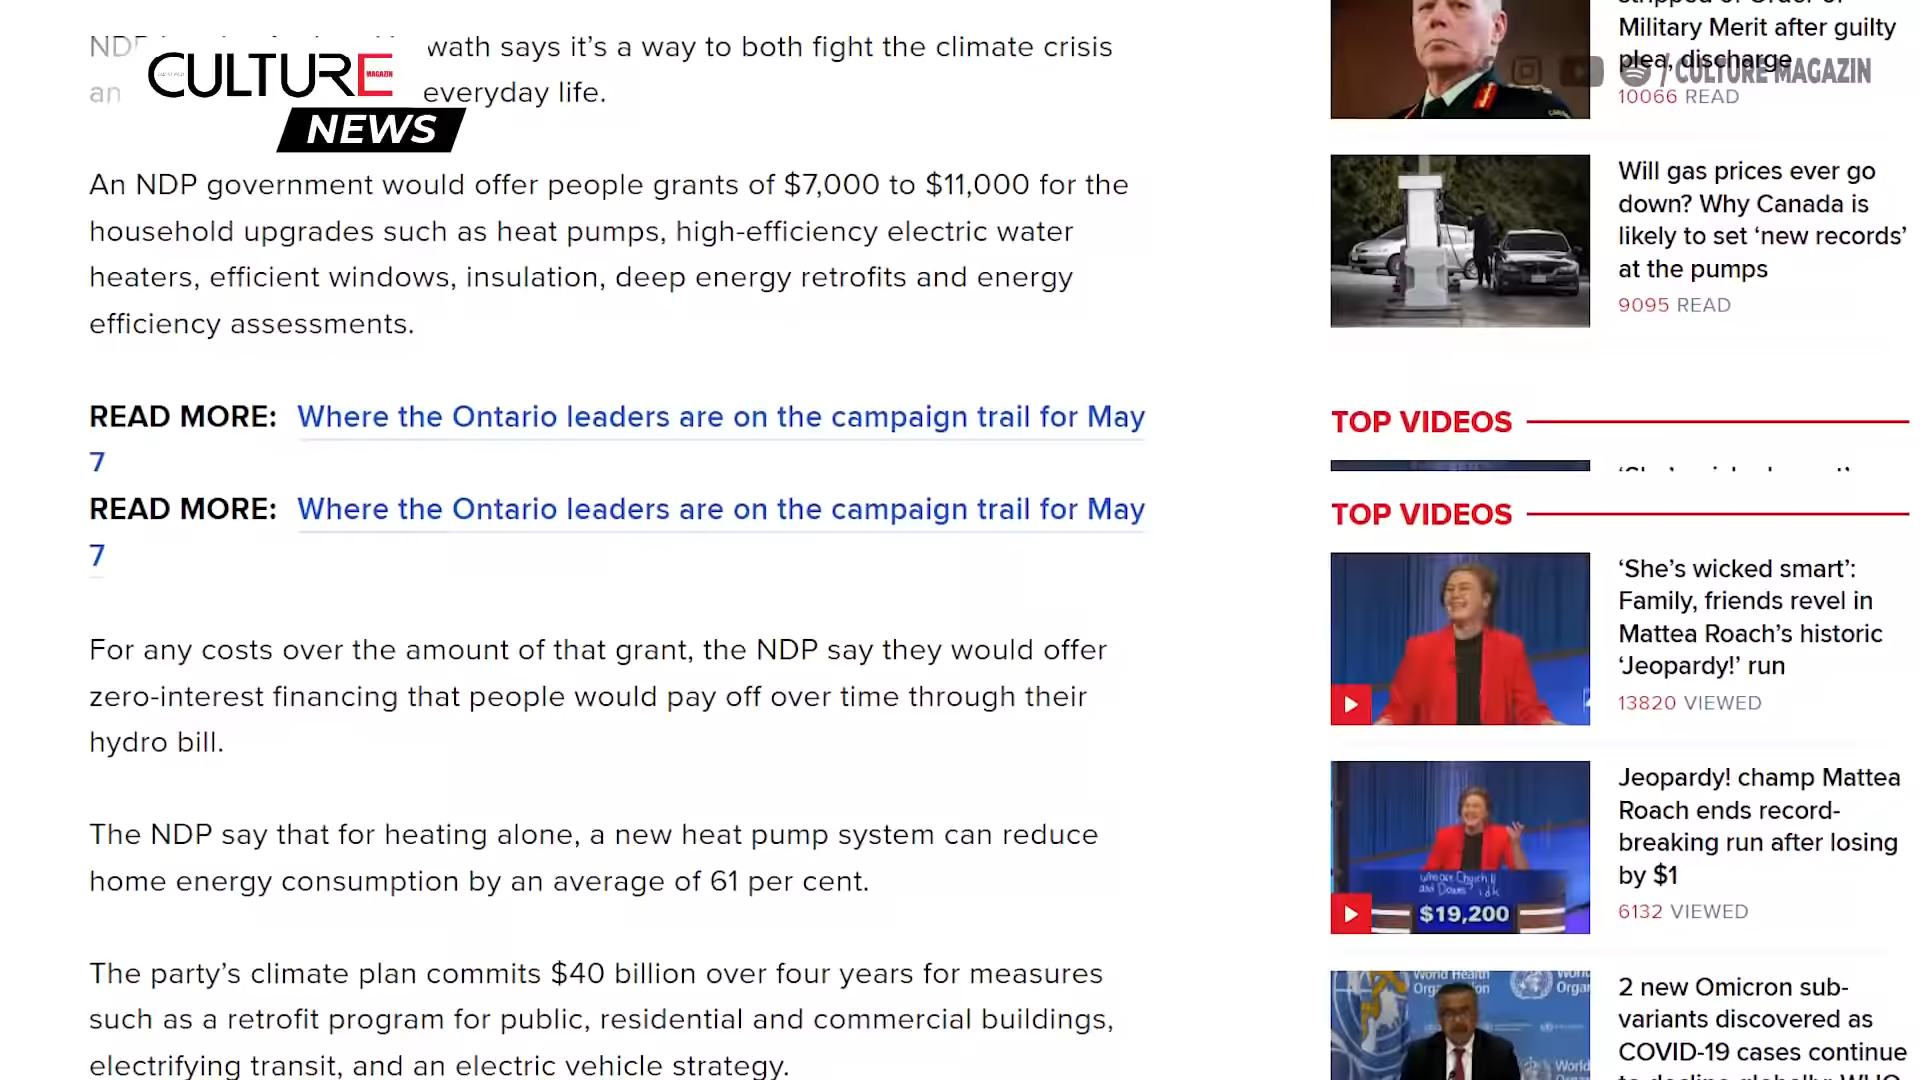 wath says it’s a way to both fight the climate crisis
an everyday life.
CULTURE
MAGAZIN
NEWS
An NDP government would offer people grants of $7,000 to $11,000 for the
household upgrades such as heat pumps, high-efficiency electric water
heaters, efficient windows, insulation, deep energy retrofits and energy
efficiency assessments.
READ MORE: Where the Ontario leaders are on the campaign trail for May
7
READ MORE: Where the Ontario leaders are on the campaign trail for May
7
For any costs over the amount of that grant, the NDP say they would offer
zero-interest financing that people would pay off over time through their
hydro bill.
The NDP say that for heating alone, a new heat pump system can reduce
home energy consumption by an average of 61 per cent.
The party’s climate plan commits $40 billion over four years for measures
such as a retrofit program for public, residential and commercial buildings,
electrifying transit, and an electric vehicle strategy.
stripped of Order of
Military Merit after guilty
plea, discharge
/ CULTURE MAGAZIN
10066 READ
Will gas prices ever go
down? Why Canada is
likely to set ‘new records’
at the pumps
9095 READ
TOP VIDEOS
TOP VIDEOS
‘She’s wicked smart’:
Family, friends revel in
Mattea Roach’s historic
‘Jeopardy!’ run
13820 VIEWED
Jeopardy! champ Mattea
Roach ends record-
breaking run after losing
by $1
6132 VIEWED
$19,200
World Health
Organization
2 new Omicron sub-
variants discovered as
COVID-19 cases continue